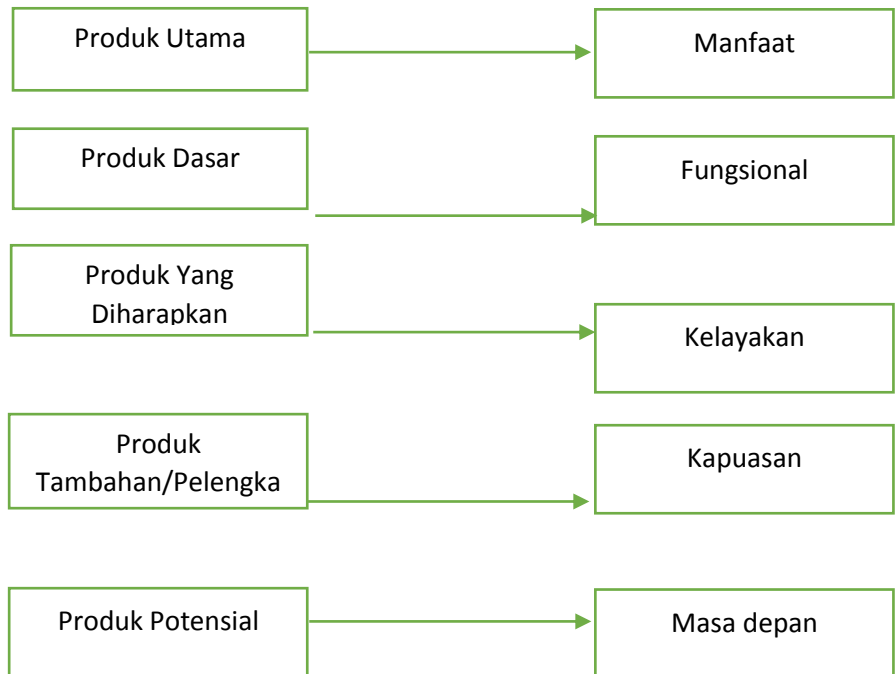 Produk Utama
Manfaat
Produk Dasar
Fungsional
Produk Yang
Diharapkan
Kelayakan
Produk
Tambahan/Pelengka
Kapuasan
Produk Potensial
Masa depan